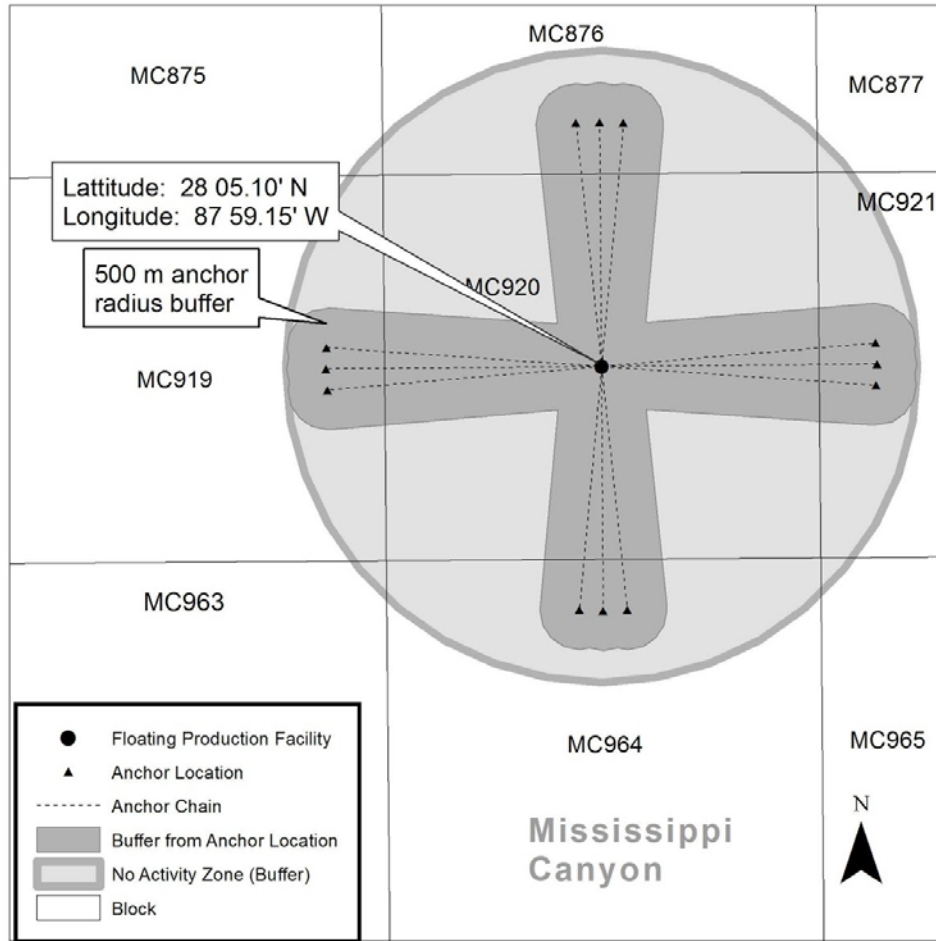 MC876
MC875
MC877
Lattitude:  28 05.10' N
Longitude:  87 59.15' W
MC921
500 m anchor
radius buffer
MC920
MC919
MC963
Floating Production Facility
Anchor Location
Anchor Chain
Buffer from Anchor Location
No Activity Zone (Buffer)
Block
MC964
MC965
Mississippi
Canyon
N